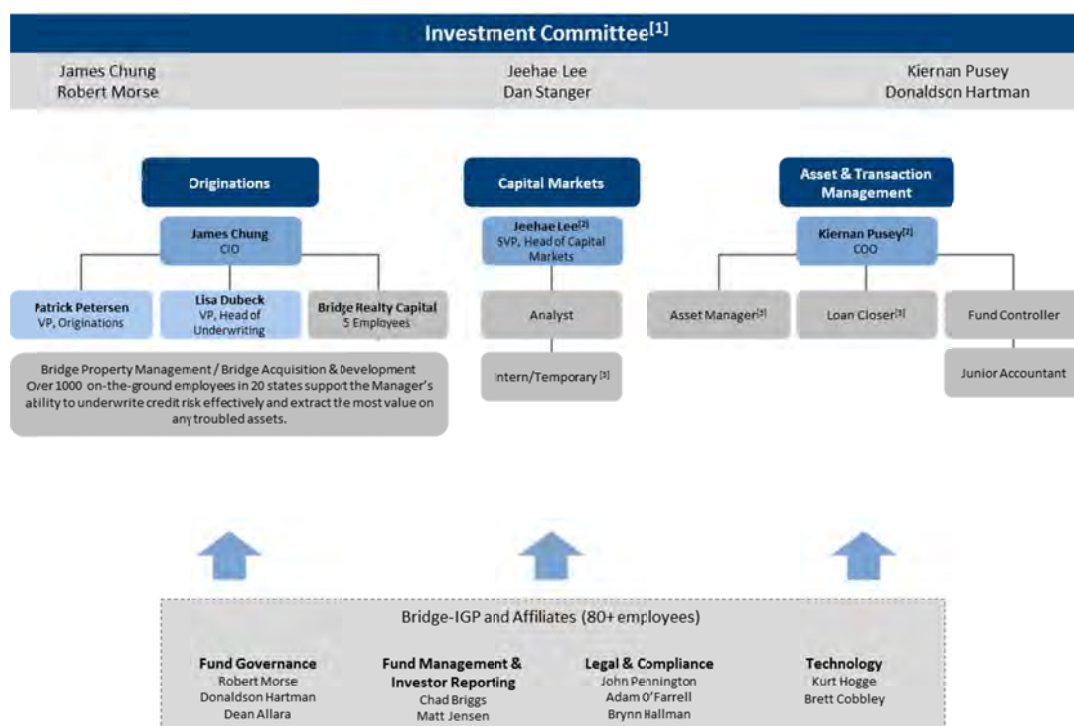 Investment Committee[1]
James Chung
Robert Morse
Jeehae Lee
Dan Stanger
Kiernan Pusey
Donaldson Hartman
Originations
Capital Markets
Asset & Transaction
Management
James Chung
CIO
Jeehae Lee[2]
SVP, Head of Capital
Markets
Kiernan Pusey[2]
COO
Patrick Petersen
VP, Originations
Lisa Dubeck
VP, Head of
Underwriting
Bridge Realty Capital
5 Employees
Analyst
Asset Manager[3]
Loan Closer[3]
Fund Controller
Bridge Property Management / Bridge Acquisition & Development
Over 1000 on-the-ground employees in 20 states support the Manager's
ability to underwrite credit risk effectively and extract the most value on
any troubled assets.
Intern/Temporary [3]
Junior Accountant
Bridge-IGP and Affiliates (80+ employees)
Fund Governance
Robert Morse
Donaldson Hartman
Dean Allara
Fund Management &
Investor Reporting
Chad Briggs
Matt Jensen
Legal & Compliance
John Pennington
Adam O'Farrell
Brynn Hallman
Technology
Kurt Hogge
Brett Cobbley